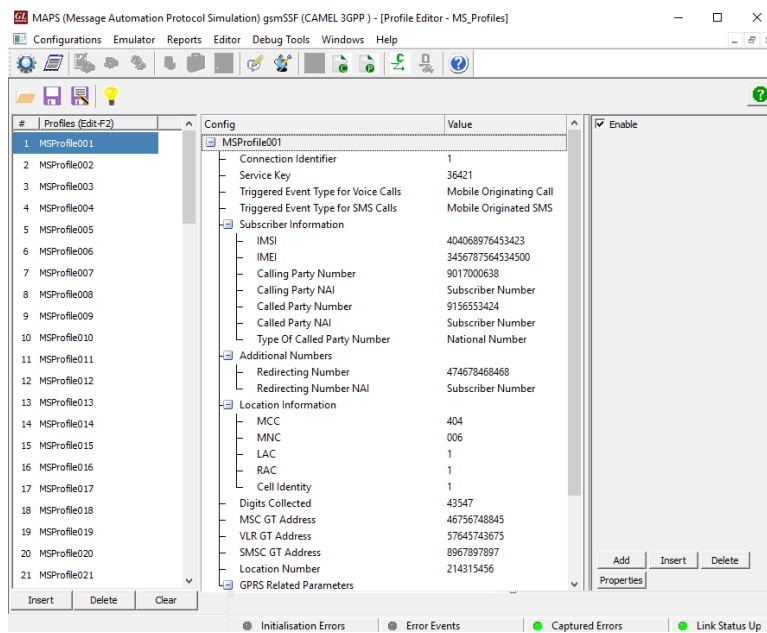 GL MAPS (Message Automation Protocol Simulation) gsmSSF (CAMEL 3GPP ) - [Profile Editor - MS_Profiles]
Configurations Emulator Reports Editor Debug Tools Windows Help
# Profiles (Edit-F2)
1 MSProfile001
2 MSProfile002
3 MSProfile003
4 MSProfile004
5 MSProfile005
6 MSProfile006
7 MSProfile007
8 MSProfile008
9 MSProfile009
10 MSProfile010
11 MSProfile011
12 MSProfile012
13 MSProfile013
14 MSProfile014
15 MSProfile015
16 MSProfile016
17 MSProfile017
18 MSProfile018
19 MSProfile019
20 MSProfile020
21 MSProfile021
Insert Delete Clear
Config Value
MSProfile001
Connection Identifier 1
Service Key 36421
Triggered Event Type for Voice Calls Mobile Originating Call
Triggered Event Type for SMS Calls Mobile Originated SMS
Subscriber Information
IMSI 404068976453423
IMEI 3456787564534500
Calling Party Number 9017000638
Calling Party NAI Subscriber Number
Called Party Number 9156553424
Called Party NAI Subscriber Number
Type Of Called Party Number National Number
Additional Numbers
Redirecting Number 474678468468
Redirecting Number NAI Subscriber Number
Location Information
MCC 404
MNC 006
LAC 1
RAC 1
Cell Identity 1
Digits Collected 43547
MSC GT Address 46756748845
VLR GT Address 57645743675
SMSC GT Address 8967897897
Location Number 214315456
GPRS Related Parameters
Enable
Add Insert Delete
Properties
Initialisation Errors Error Events Captured Errors Link Status Up